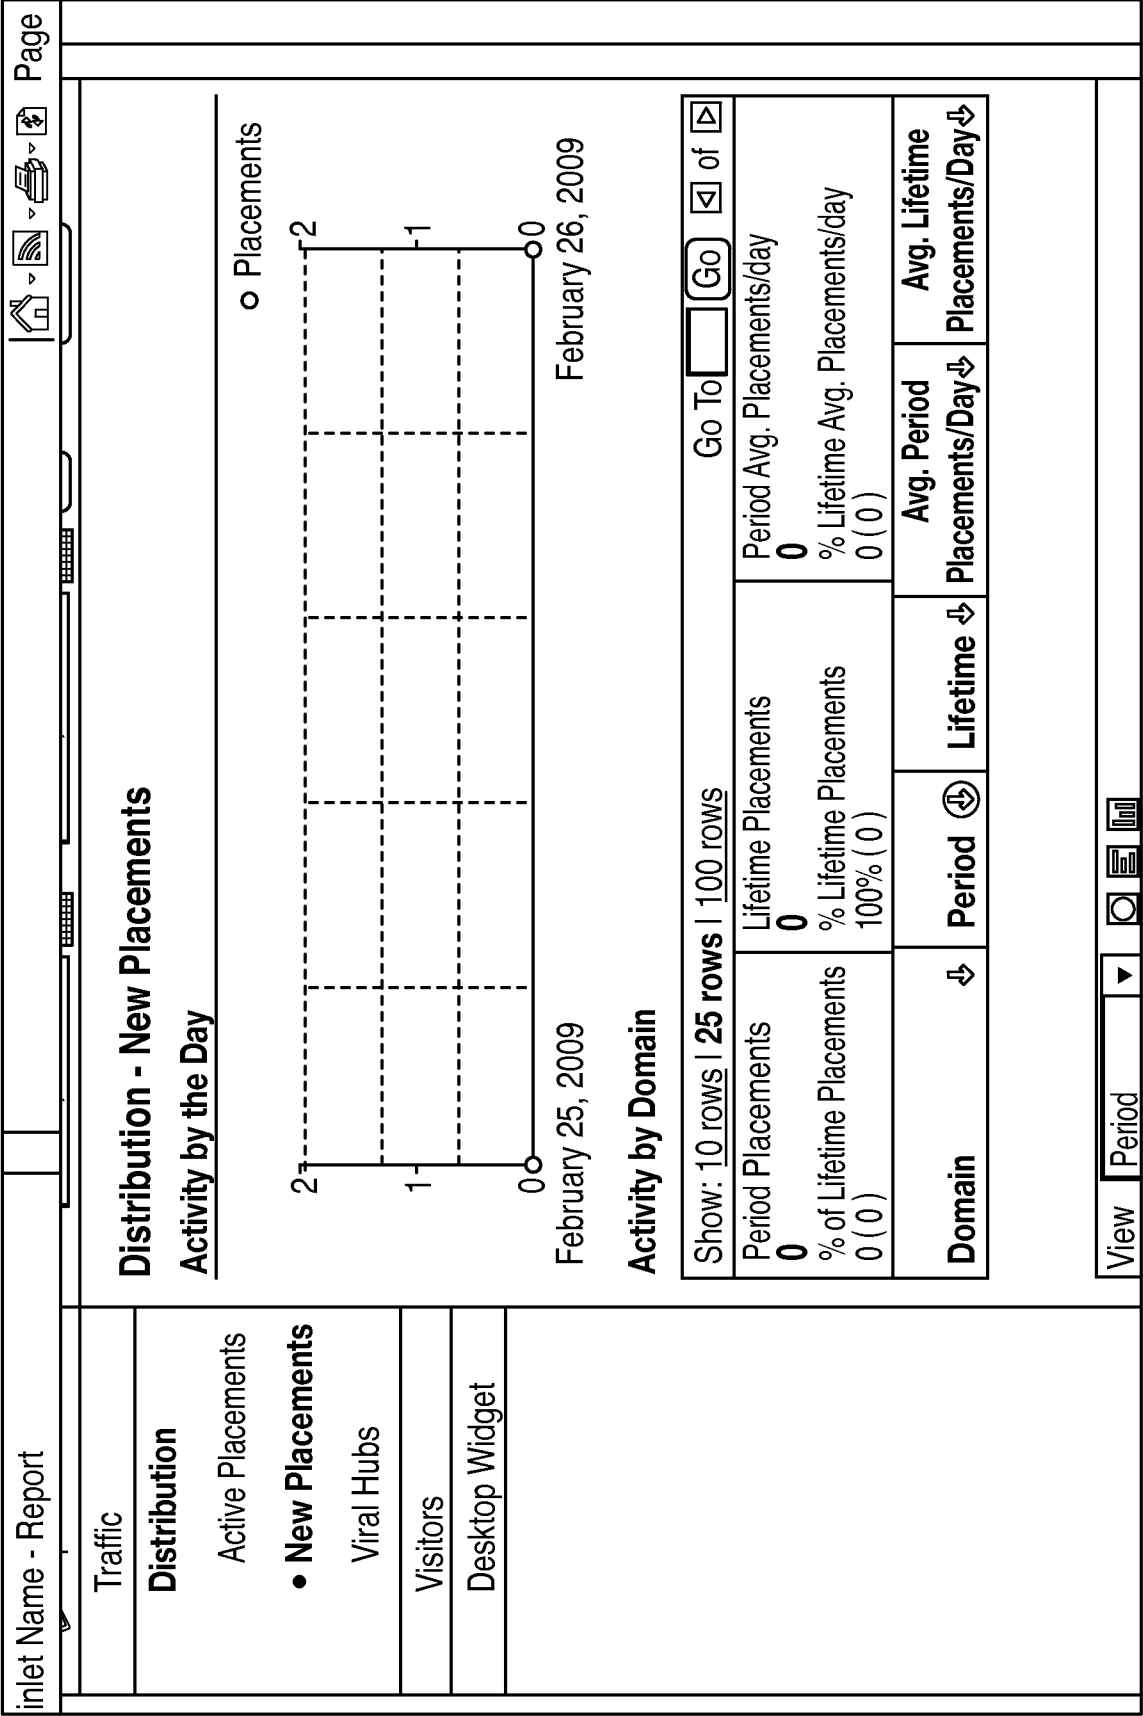 inlet Name - Report
Page
Traffic
Distribution
Active Placements
• New Placements
Viral Hubs
Visitors
Desktop Widget
Distribution - New Placements
Activity by the Day
Placements
2 2
1 1
0 0
February 25, 2009 February 26, 2009
Activity by Domain
Show: 10 rows | 25 rows | 100 rows Go To Go of
Period Placements
0
% of Lifetime Placements
0 ( 0 )
Lifetime Placements
0
% Lifetime Placements
100% ( 0 )
Period Avg. Placements/day
0
% Lifetime Avg. Placements/day
0 ( 0 )
Domain Period Lifetime
Avg. Period
Placements/Day
Avg. Lifetime
Placements/Day
View Period